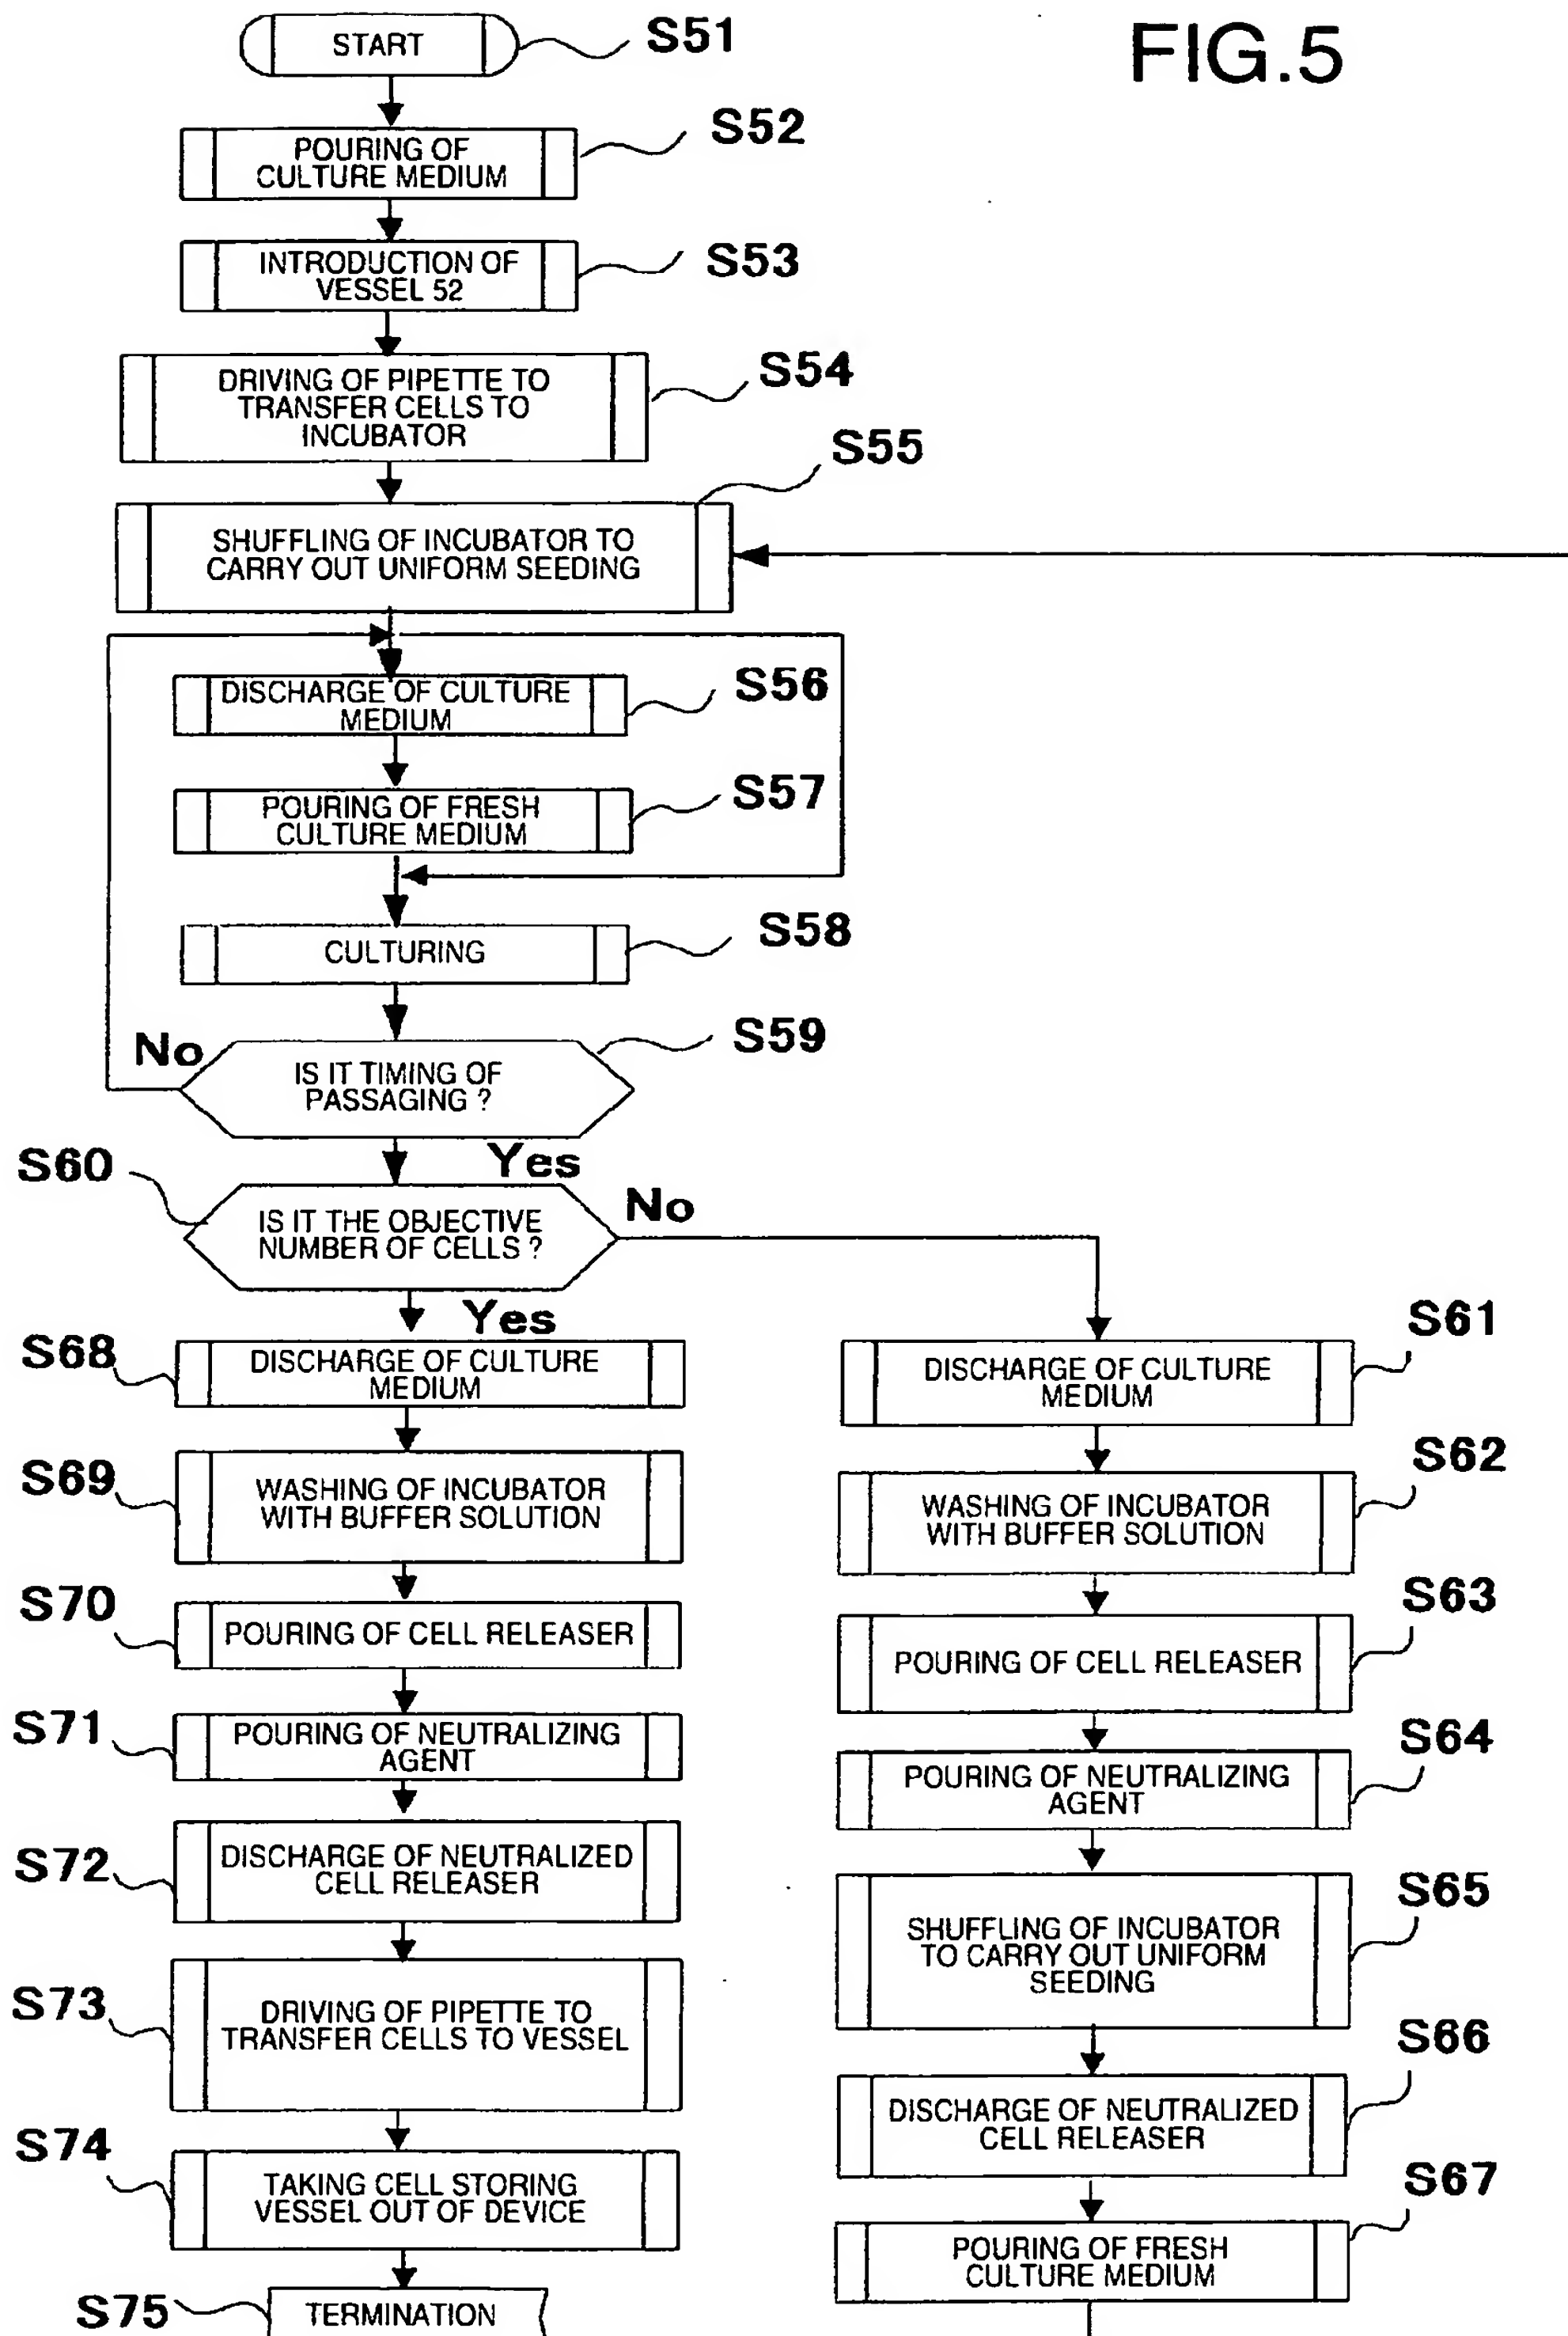 FIG.5
START
S51
POURING OF
CULTURE MEDIUM
S52
INTRODUCTION OF
VESSEL 52
S53
DRIVING OF PIPETTE TO
TRANSFER CELLS TO
INCUBATOR
S54
SHUFFLING OF INCUBATOR TO
CARRY OUT UNIFORM SEEDING
S55
DISCHARGE OF CULTURE
MEDIUM
S56
POURING OF FRESH
CULTURE MEDIUM
S57
CULTURING
S58
No
IS IT TIMING OF
PASSAGING ?
S59
Yes
S60
IS IT THE OBJECTIVE
NUMBER OF CELLS ?
No
Yes
S68
DISCHARGE OF CULTURE
MEDIUM
S69
WASHING OF INCUBATOR
WITH BUFFER SOLUTION
S70
POURING OF CELL RELEASER
S71
POURING OF NEUTRALIZING
AGENT
S72
DISCHARGE OF NEUTRALIZED
CELL RELEASER
S73
DRIVING OF PIPETTE TO
TRANSFER CELLS TO VESSEL
S74
TAKING CELL STORING
VESSEL OUT OF DEVICE
S75
TERMINATION
DISCHARGE OF CULTURE
MEDIUM
S61
WASHING OF INCUBATOR
WITH BUFFER SOLUTION
S62
POURING OF CELL RELEASER
S63
POURING OF NEUTRALIZING
AGENT
S64
SHUFFLING OF INCUBATOR
TO CARRY OUT UNIFORM
SEEDING
S65
DISCHARGE OF NEUTRALIZED
CELL RELEASER
S66
POURING OF FRESH
CULTURE MEDIUM
S67